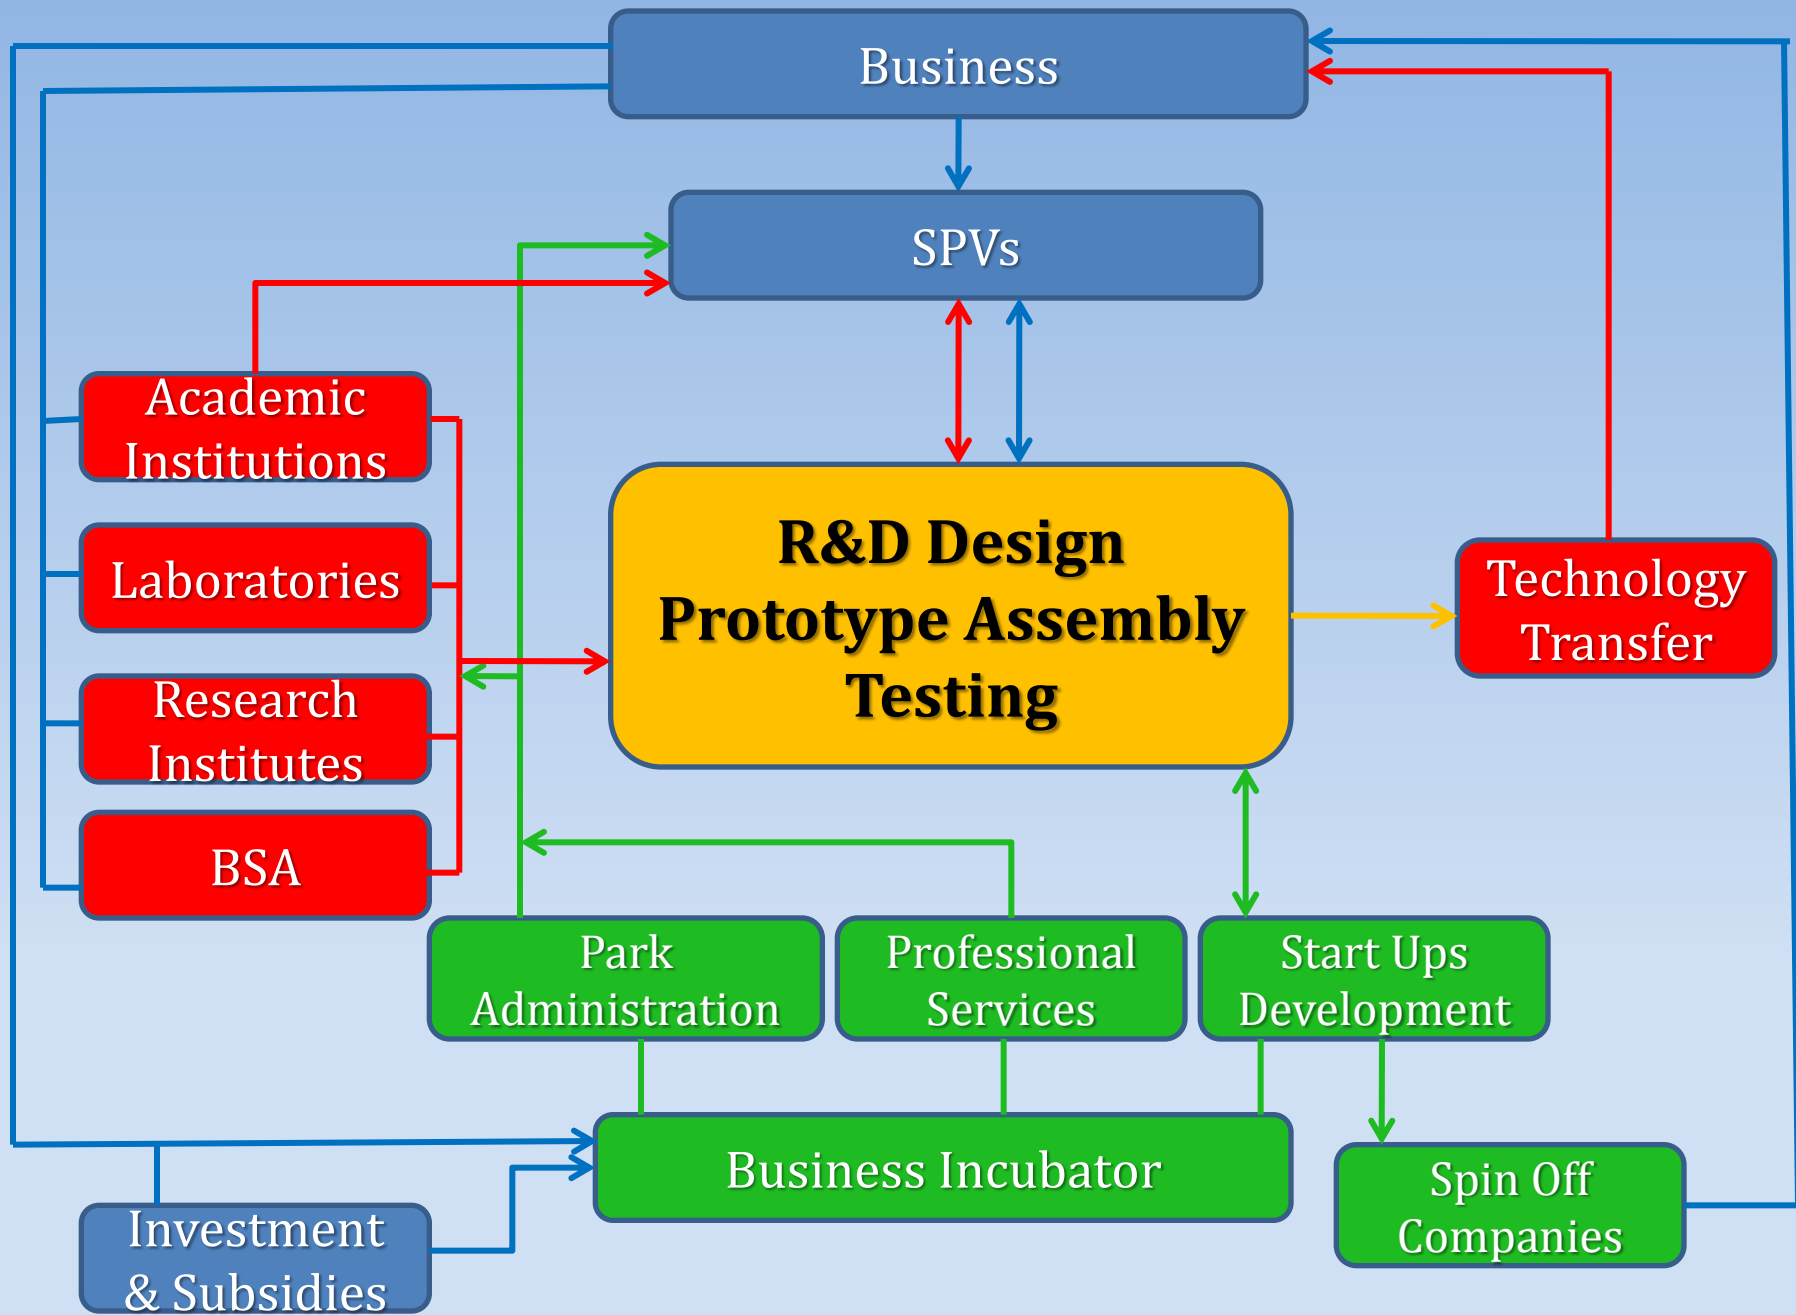 Business
SPVs
Academic
Institutions
Laboratories
Research
Institutes
BSA
R&D Design
Prototype Assembly
Testing
Technology
Transfer
Park
Administration
Professional
Services
Start Ups
Development
Business Incubator
Spin Off
Companies
Investment
& Subsidies